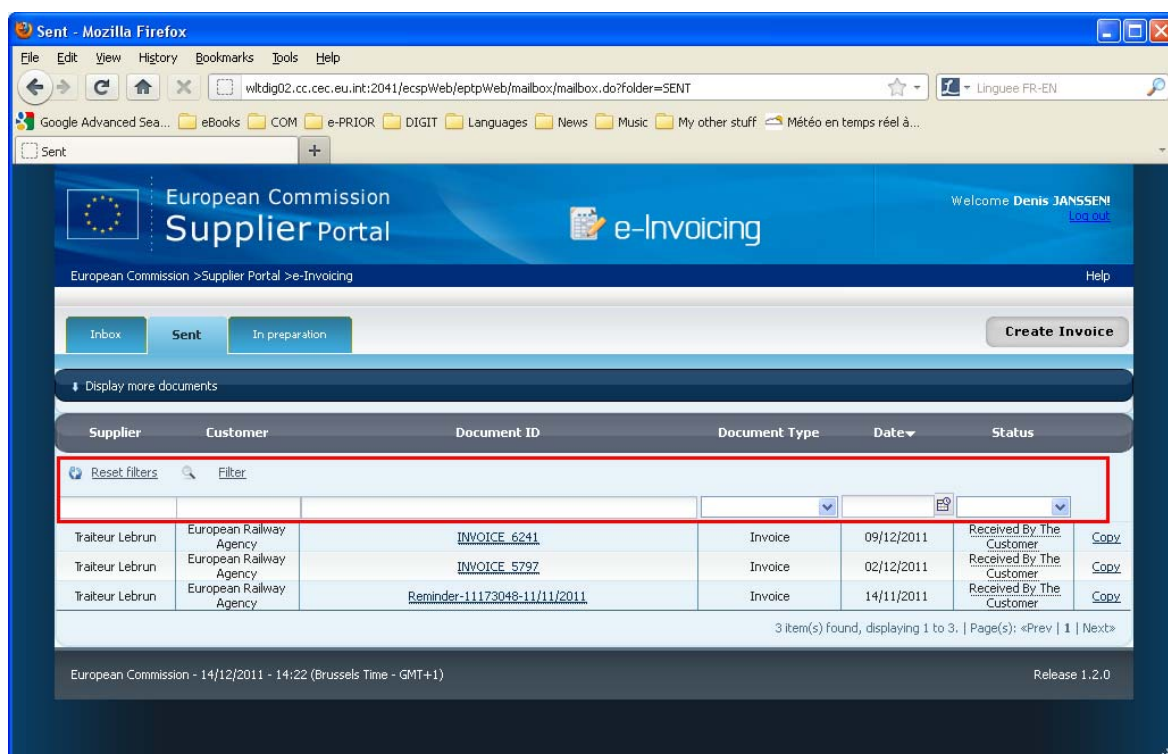 Sent - Mozilla Firefox
File Edit View History Bookmarks Tools Help
wltdig02.cc.cec.eu.int:2041/ecspWeb/eptpWeb/mailbox/mailbox.do?folder=SENT
Linguee FR-EN
Google Advanced Sea... eBooks COM e-PRIOR DIGIT Languages News Music My other stuff Météo en temps réel à...
Sent
European Commission
Supplier Portal
e-Invoicing
Welcome Denis JANSSEN!
Log out
European Commission >Supplier Portal >e-Invoicing Help
Inbox Sent In preparation Create Invoice
Display more documents
Supplier Customer Document ID Document Type Date Status
Reset filters Filter
Traiteur Lebrun European Railway Agency INVOICE_6241 Invoice 09/12/2011 Received By The Customer Copy
Traiteur Lebrun European Railway Agency INVOICE_5797 Invoice 02/12/2011 Received By The Customer Copy
Traiteur Lebrun European Railway Agency Reminder-11173048-11/11/2011 Invoice 14/11/2011 Received By The Customer Copy
3 item(s) found, displaying 1 to 3. | Page(s): «Prev | 1 | Next»
European Commission - 14/12/2011 - 14:22 (Brussels Time - GMT+1) Release 1.2.0